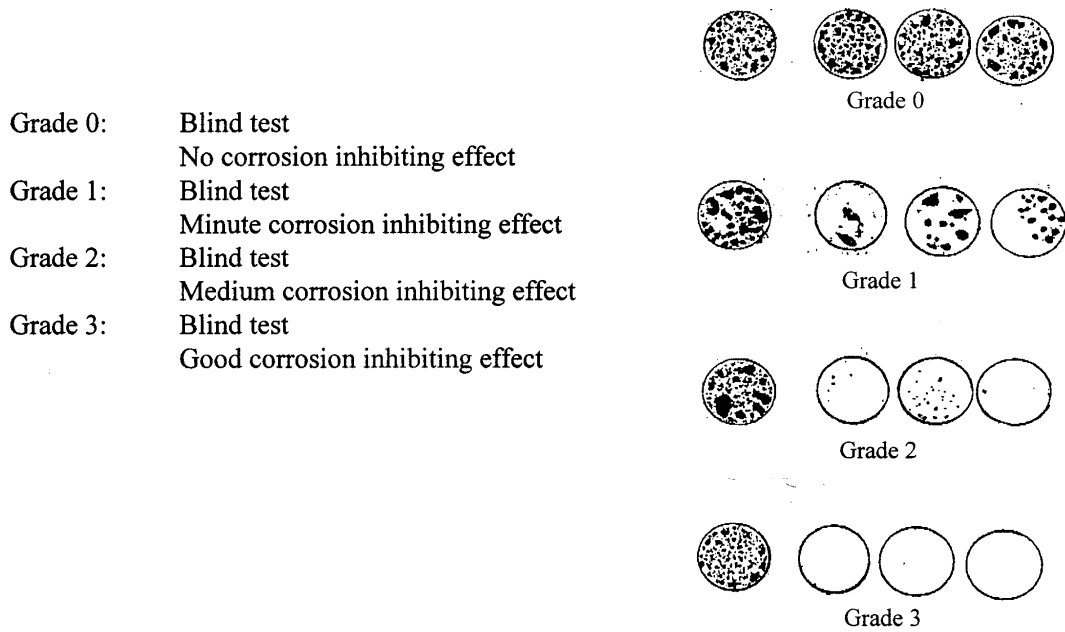 Grade 0: Blind test
No corrosion inhibiting effect
Grade 1: Blind test
Minute corrosion inhibiting effect
Grade 2: Blind test
Medium corrosion inhibiting effect
Grade 3: Blind test
Good corrosion inhibiting effect
Grade 0
Grade 1
Grade 2
Grade 3